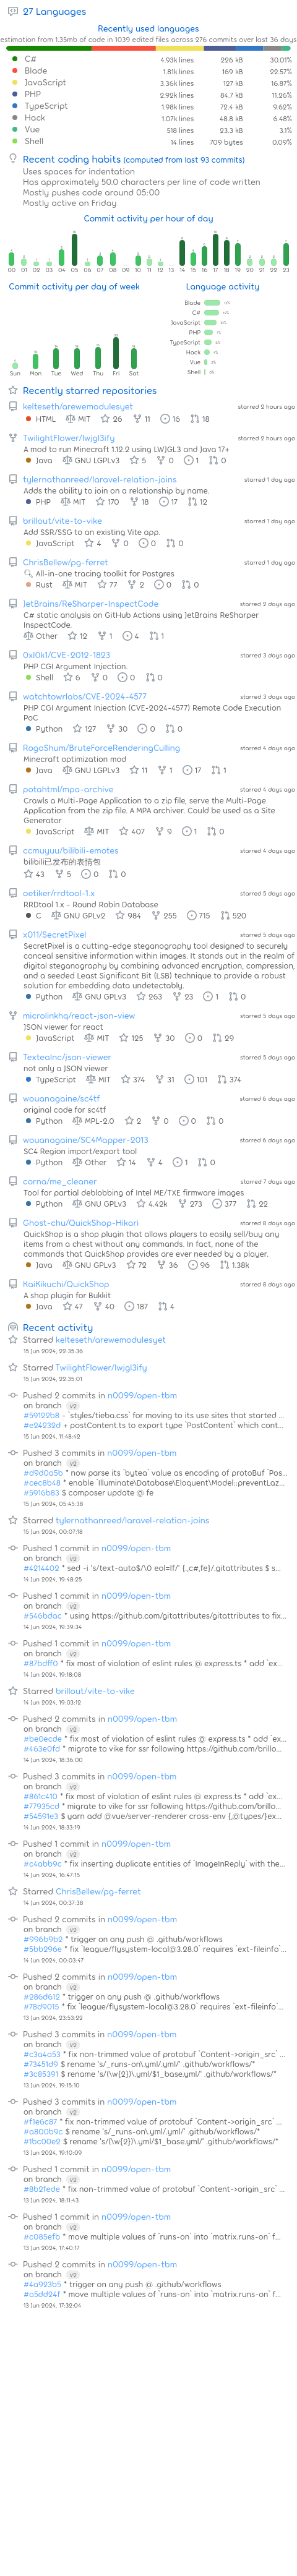 27 Languages
Recently used languages
estimation from 1.35mb of code in 1039 edited files across 276 commits over last 36 days
C# 4.93k lines 226 kB 30.01%
Blade 1.81k lines 169 kB 22.57%
JavaScript 3.36k lines 127 kB 16.87%
PHP 2.92k lines 84.7 kB 11.26%
TypeScript 1.98k lines 72.4 kB 9.62%
Hack 1.07k lines 48.8 kB 6.48%
Vue 518 lines 23.3 kB 3.1%
Shell 14 lines 709 bytes 0.09%
Recent coding habits (computed from last 93 commits)
Uses spaces for indentation
Has approximately 50.0 characters per line of code written
Mostly pushes code around 05:00
Mostly active on Friday
Commit activity per hour of day
00 01 02 03 04 05 06 07 08 09 10 11 12 13 14 15 16 17 18 19 20 21 22 23
Commit activity per day of week
Sun Mon Tue Wed Thu Fri Sat
Language activity
Blade
C#
JavaScript
PHP
TypeScript
Hack
Vue
Shell
Recently starred repositories
kelteseth/arewemodulesyet starred 2 hours ago
HTML MIT 26 11 16 18
TwilightFlower/lwjgl3ify starred 2 hours ago
A mod to run Minecraft 1.12.2 using LWJGL3 and Java 17+
Java GNU LGPLv3 5 0 1 0
tylernathanreed/laravel-relation-joins starred 1 day ago
Adds the ability to join on a relationship by name.
PHP MIT 170 18 17 12
brillout/vite-to-vike starred 1 day ago
Add SSR/SSG to an existing Vite app.
JavaScript 4 0 0 0
ChrisBellew/pg-ferret starred 1 day ago
🔍 All-in-one tracing toolkit for Postgres
Rust MIT 77 2 0 0
JetBrains/ReSharper-InspectCode starred 2 days ago
C# static analysis on GitHub Actions using JetBrains ReSharper
InspectCode.
Other 12 1 4 1
0xl0k1/CVE-2012-1823 starred 3 days ago
PHP CGI Argument Injection.
Shell 6 0 0 0
watchtowrlabs/CVE-2024-4577 starred 3 days ago
PHP CGI Argument Injection (CVE-2024-4577) Remote Code Execution
PoC
Python 127 30 0 0
RogoShum/BruteForceRenderingCulling starred 4 days ago
Minecraft optimization mod
Java GNU LGPLv3 11 1 17 1
potahtml/mpa-archive starred 4 days ago
Crawls a Multi-Page Application to a zip file, serve the Multi-Page
Application from the zip file. A MPA archiver. Could be used as a Site
Generator
JavaScript MIT 407 9 1 0
ccmuyuu/bilibili-emotes starred 4 days ago
bilibili已发布的表情包
43 5 0 0
oetiker/rrdtool-1.x starred 5 days ago
RRDtool 1.x - Round Robin Database
C GNU GPLv2 984 255 715 520
x011/SecretPixel starred 5 days ago
SecretPixel is a cutting-edge steganography tool designed to securely
conceal sensitive information within images. It stands out in the realm of
digital steganography by combining advanced encryption, compression,
and a seeded Least Significant Bit (LSB) technique to provide a robust
solution for embedding data undetectably.
Python GNU GPLv3 263 23 1 0
microlinkhq/react-json-view starred 5 days ago
JSON viewer for react
JavaScript MIT 125 30 0 29
TexteaInc/json-viewer starred 5 days ago
not only a JSON viewer
TypeScript MIT 374 31 101 374
wouanagaine/sc4tf starred 6 days ago
original code for sc4tf
Python MPL-2.0 2 0 0 0
wouanagaine/SC4Mapper-2013 starred 6 days ago
SC4 Region import/export tool
Python Other 14 4 1 0
corna/me_cleaner starred 7 days ago
Tool for partial deblobbing of Intel ME/TXE firmware images
Python GNU GPLv3 4.42k 273 377 22
Ghost-chu/QuickShop-Hikari starred 8 days ago
QuickShop is a shop plugin that allows players to easily sell/buy any
items from a chest without any commands. In fact, none of the
commands that QuickShop provides are ever needed by a player.
Java GNU GPLv3 72 36 96 1.38k
KaiKikuchi/QuickShop starred 8 days ago
A shop plugin for Bukkit
Java 47 40 187 4
Recent activity
Starred kelteseth/arewemodulesyet
15 Jun 2024, 22:35:36
Starred TwilightFlower/lwjgl3ify
15 Jun 2024, 22:35:01
Pushed 2 commits in n0099/open-tbm
on branch v2
#59122b8 - `styles/tieba.css` for moving to its use sites that started ...
#e24232d + postContent.ts to export type `PostContent` which cont...
15 Jun 2024, 11:48:42
Pushed 3 commits in n0099/open-tbm
on branch v2
#d9d0a5b * now parse its `bytea` value as encoding of protoBuf `Pos...
#cec8b48 * enable `Illuminate\Database\Eloquent\Model::preventLaz...
#5916b83 $ composer update @ fe
15 Jun 2024, 05:45:38
Starred tylernathanreed/laravel-relation-joins
15 Jun 2024, 00:07:18
Pushed 1 commit in n0099/open-tbm
on branch v2
#4214402 * sed -i 's/text-auto$/\0 eol=lf/' {.,c#,fe}/.gitattributes $ s...
14 Jun 2024, 19:48:25
Pushed 1 commit in n0099/open-tbm
on branch v2
#546bdac * using https://github.com/gitattributes/gitattributes to fix...
14 Jun 2024, 19:39:34
Pushed 1 commit in n0099/open-tbm
on branch v2
#87bdff0 * fix most of violation of eslint rules @ express.ts * add `ex...
14 Jun 2024, 19:18:08
Starred brillout/vite-to-vike
14 Jun 2024, 19:03:12
Pushed 2 commits in n0099/open-tbm
on branch v2
#be0ecde * fix most of violation of eslint rules @ express.ts * add `ex...
#463e0fd * migrate to vike for ssr following https://github.com/brillo...
14 Jun 2024, 18:36:00
Pushed 3 commits in n0099/open-tbm
on branch v2
#861c410 * fix most of violation of eslint rules @ express.ts * add `ex...
#77935cd * migrate to vike for ssr following https://github.com/brillo...
#54591e3 $ yarn add @vue/server-renderer cross-env {,@types/}ex...
14 Jun 2024, 18:33:19
Pushed 1 commit in n0099/open-tbm
on branch v2
#c4abb9c * fix inserting duplicate entities of `ImageInReply` with the...
14 Jun 2024, 16:47:15
Starred ChrisBellew/pg-ferret
14 Jun 2024, 00:37:38
Pushed 2 commits in n0099/open-tbm
on branch v2
#996b9b2 * trigger on any push @ .github/workflows
#5bb296e * fix `league/flysystem-local@3.28.0` requires `ext-fileinfo`...
14 Jun 2024, 00:03:47
Pushed 2 commits in n0099/open-tbm
on branch v2
#286d612 * trigger on any push @ .github/workflows
#78d9015 * fix `league/flysystem-local@3.28.0` requires `ext-fileinfo`...
13 Jun 2024, 23:53:22
Pushed 3 commits in n0099/open-tbm
on branch v2
#c3a4a53 * fix non-trimmed value of protobuf `Content->origin_src` ...
#73451d9 $ rename 's/_runs-on\.yml/.yml/' .github/workflows/*
#3c85391 $ rename 's/(\w{2})\.yml/$1_base.yml/' .github/workflows/*
13 Jun 2024, 19:15:10
Pushed 3 commits in n0099/open-tbm
on branch v2
#f1e6c87 * fix non-trimmed value of protobuf `Content->origin_src` ...
#a800b9c $ rename 's/_runs-on\.yml/.yml/' .github/workflows/*
#1bc00e2 $ rename 's/(\w{2})\.yml/$1_base.yml/' .github/workflows/*
13 Jun 2024, 19:10:09
Pushed 1 commit in n0099/open-tbm
on branch v2
#8b2fede * fix non-trimmed value of protobuf `Content->origin_src` ...
13 Jun 2024, 18:11:43
Pushed 1 commit in n0099/open-tbm
on branch v2
#c085efb * move multiple values of `runs-on` into `matrix.runs-on` f...
13 Jun 2024, 17:40:17
Pushed 2 commits in n0099/open-tbm
on branch v2
#4a923b5 * trigger on any push @ .github/workflows
#a5dd24f * move multiple values of `runs-on` into `matrix.runs-on` f...
13 Jun 2024, 17:32:04